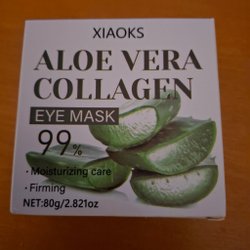 XIAOKS
ALOE VERA
COLLAGEN
EYE MASK
99%
· Moisturizing care
· Firming
NET:80g/2.821oz